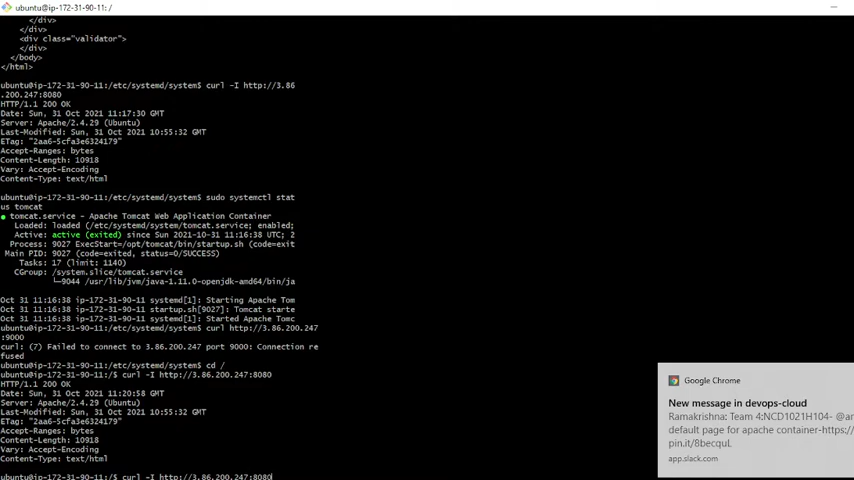 ubuntu@ip-172-31-90-11: /
</div>
</div>
<div class="validator">
</div>
</body>
</html>
ubuntu@ip-172-31-90-11:/etc/systemd/system$ curl -I http://3.86
.200.247:8080
HTTP/1.1 200 OK
Date: Sun, 31 Oct 2021 11:17:30 GMT
Server: Apache/2.4.29 (Ubuntu)
Last-Modified: Sun, 31 Oct 2021 10:55:32 GMT
ETag: "2aa6-5cfa3e6324179"
Accept-Ranges: bytes
Content-Length: 10918
Vary: Accept-Encoding
Content-Type: text/html
ubuntu@ip-172-31-90-11:/etc/systemd/system$ sudo systemctl stat
us tomcat
● tomcat.service - Apache Tomcat Web Application Container
Loaded: loaded (/etc/systemd/system/tomcat.service; enabled;
Active: active (exited) since Sun 2021-10-31 11:16:38 UTC; 2
Process: 9027 ExecStart=/opt/tomcat/bin/startup.sh (code=exit
Main PID: 9027 (code=exited, status=0/SUCCESS)
Tasks: 17 (limit: 1140)
CGroup: /system.slice/tomcat.service
└─9044 /usr/lib/jvm/java-1.11.0-openjdk-amd64/bin/ja
Oct 31 11:16:38 ip-172-31-90-11 systemd[1]: Starting Apache Tom
Oct 31 11:16:38 ip-172-31-90-11 startup.sh[9027]: Tomcat starte
Oct 31 11:16:38 ip-172-31-90-11 systemd[1]: Started Apache Tomc
ubuntu@ip-172-31-90-11:/etc/systemd/system$ curl http://3.86.200.247
:9000
curl: (7) Failed to connect to 3.86.200.247 port 9000: Connection re
fused
ubuntu@ip-172-31-90-11:/etc/systemd/system$ cd /
ubuntu@ip-172-31-90-11:/$ curl -I http://3.86.200.247:8080
HTTP/1.1 200 OK
Date: Sun, 31 Oct 2021 11:20:58 GMT
Server: Apache/2.4.29 (Ubuntu)
Last-Modified: Sun, 31 Oct 2021 10:55:32 GMT
ETag: "2aa6-5cfa3e6324179"
Accept-Ranges: bytes
Content-Length: 10918
Vary: Accept-Encoding
Content-Type: text/html
ubuntu@ip-172-31-90-11:/$ curl -I http://3.86.200.247:8080
Google Chrome
New message in devops-cloud
Ramakrishna: Team 4:NCD1021H104- @an
default page for apache container-https:/
pin.it/8becquL
app.slack.com